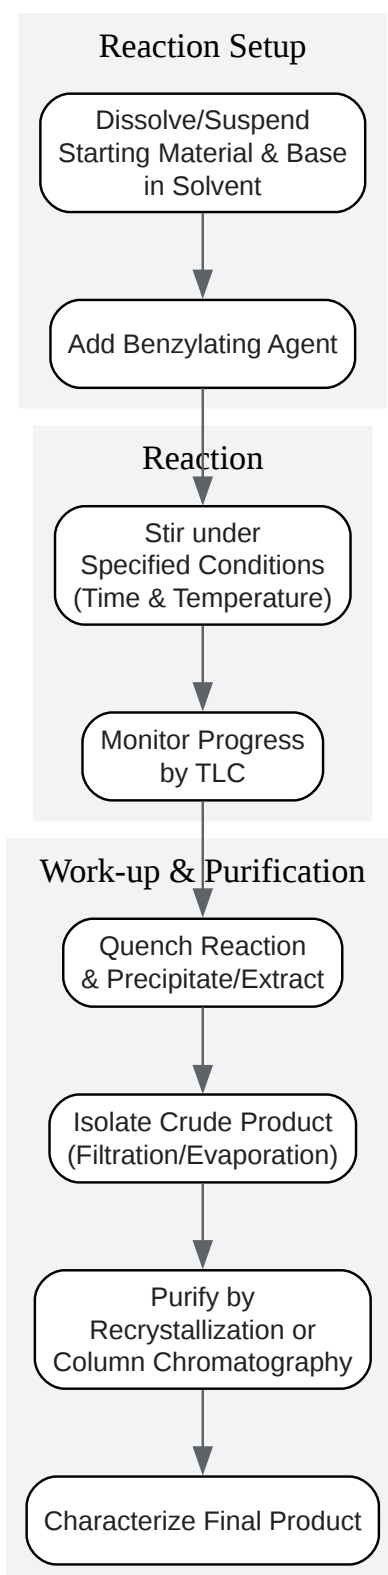 Reaction Setup
Dissolve/Suspend
Starting Material & Base
in Solvent
Add Benzylating Agent
Reaction
Stir under
Specified Conditions
(Time & Temperature)
Monitor Progress
by TLC
Work-up & Purification
Quench Reaction
& Precipitate/Extract
Isolate Crude Product
(Filtration/Evaporation)
Purify by
Recrystallization or
Column Chromatography
Characterize Final Product